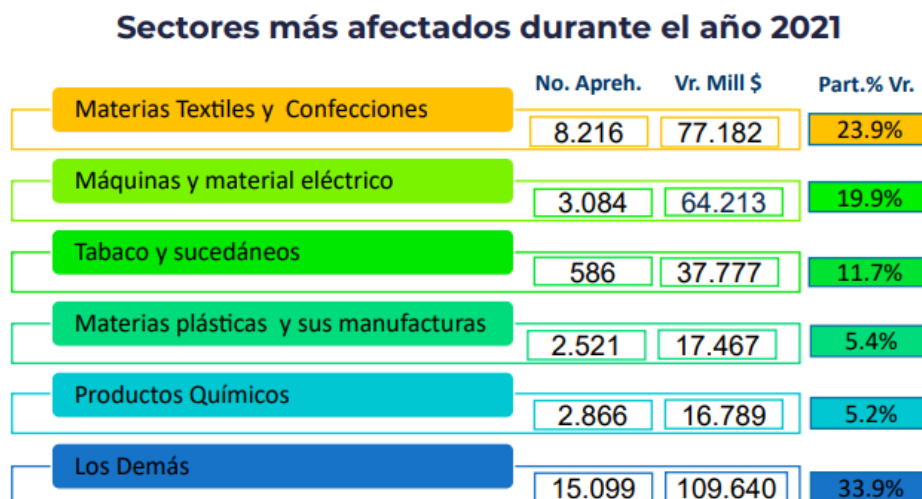 Sectores más afectados durante el año 2021
No. Apreh. Vr. Mill $ Part.% Vr.
Materias Textiles y Confecciones 8.216 77.182 23.9%
Máquinas y material eléctrico 3.084 64.213 19.9%
Tabaco y sucedáneos 586 37.777 11.7%
Materias plásticas y sus manufacturas 2.521 17.467 5.4%
Productos Químicos 2.866 16.789 5.2%
Los Demás 15.099 109.640 33.9%